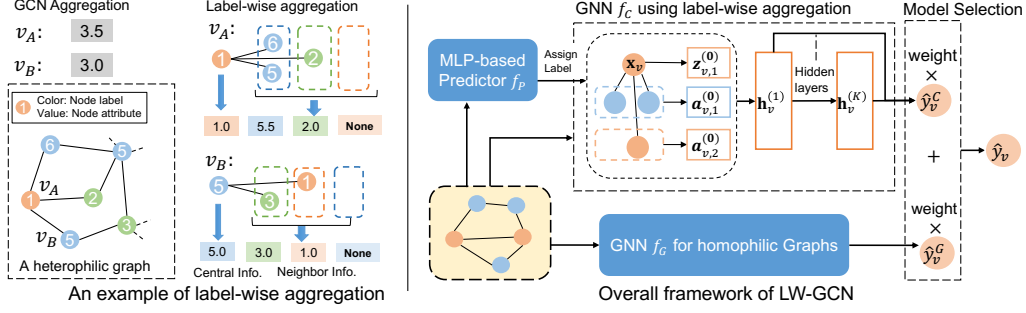 GCN Aggregation
v_A: 3.5
v_B: 3.0
1 Color: Node label
Value: Node attribute
6
5
v_A
1
2
3
v_B
5
A heterophilic graph
Label-wise aggregation
v_A:
6
1
2
5
1.0 5.5 2.0 None
v_B:
5
1
3
5.0 3.0 1.0 None
Central Info. Neighbor Info.
An example of label-wise aggregation
GNN f_C using label-wise aggregation
Model Selection
MLP-based
Predictor f_P
Assign
Label
x_v
z_{v,1}^{(0)}
a_{v,1}^{(0)}
a_{v,2}^{(0)}
h_v^{(1)}
Hidden
layers
h_v^{(K)}
weight
×
ŷ_v^C
+
ŷ_v
weight
×
ŷ_v^G
GNN f_G for homophilic Graphs
Overall framework of LW-GCN